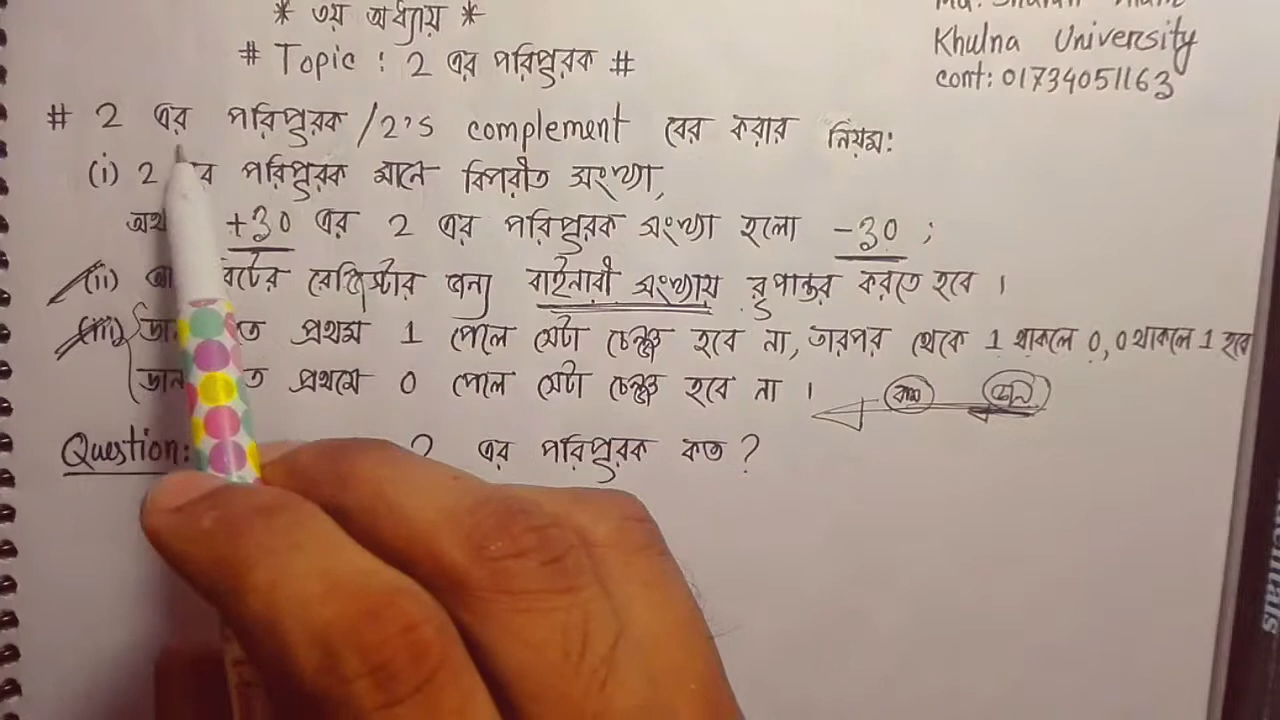 * ৩য় অধ্যায় *
# Topic : 2 এর পরিপুরক #
Khulna University
cont: 01734051163
# 2 এর পরিপুরক /2's complement বের করার নিয়ম:
(i) 2 পরিপুরক মানে বিপরীত সংখ্যা,
+30 এর 2 এর পরিপুরক সংখ্যা হলো -30 ;
(ii) রেজিস্টার জন্য বাইনারী সংখ্যায় রুপান্তর করতে হবে ।
(iii) প্রথম 1 পেলে সেটা চেঞ্জ হবে না, তারপর থেকে 1 থাকলে 0, 0 থাকলে 1 হবে
প্রথমে 0 পেলে সেটা চেঞ্জ হবে না ।
বাম ডান
Question: 2 এর পরিপুরক কত ?